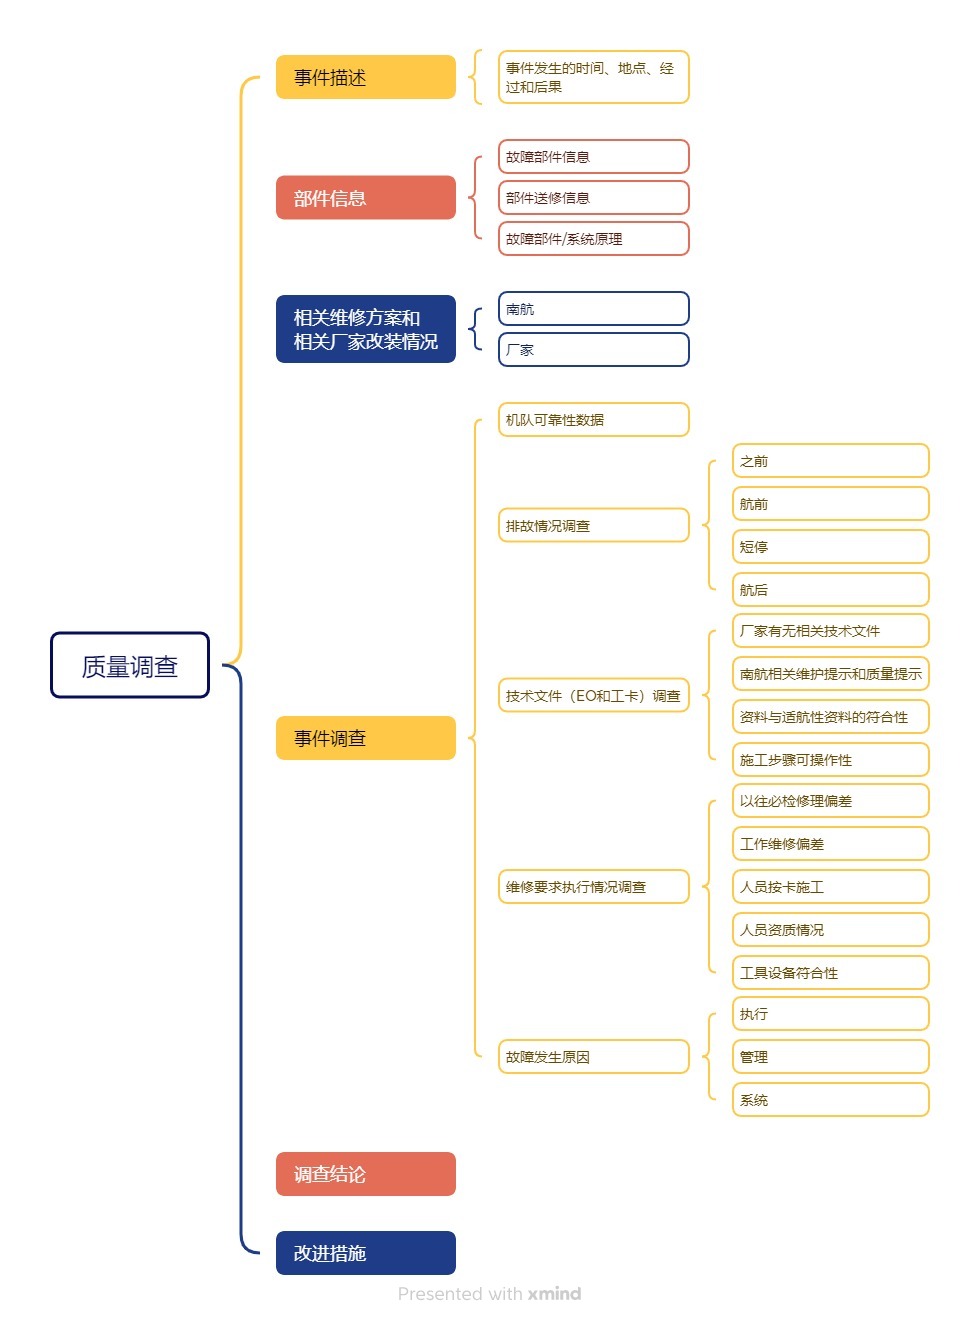 质量调查
事件描述
事件发生的时间、地点、经
过和后果
部件信息
故障部件信息
部件送修信息
故障部件/系统原理
相关维修方案和
相关厂家改装情况
南航
厂家
事件调查
机队可靠性数据
排故情况调查
之前
航前
短停
航后
技术文件（EO和工卡）调查
厂家有无相关技术文件
南航相关维护提示和质量提示
资料与适航性资料的符合性
施工步骤可操作性
维修要求执行情况调查
以往必检修理偏差
工作维修偏差
人员按卡施工
人员资质情况
工具设备符合性
故障发生原因
执行
管理
系统
调查结论
改进措施
Presented with xmind